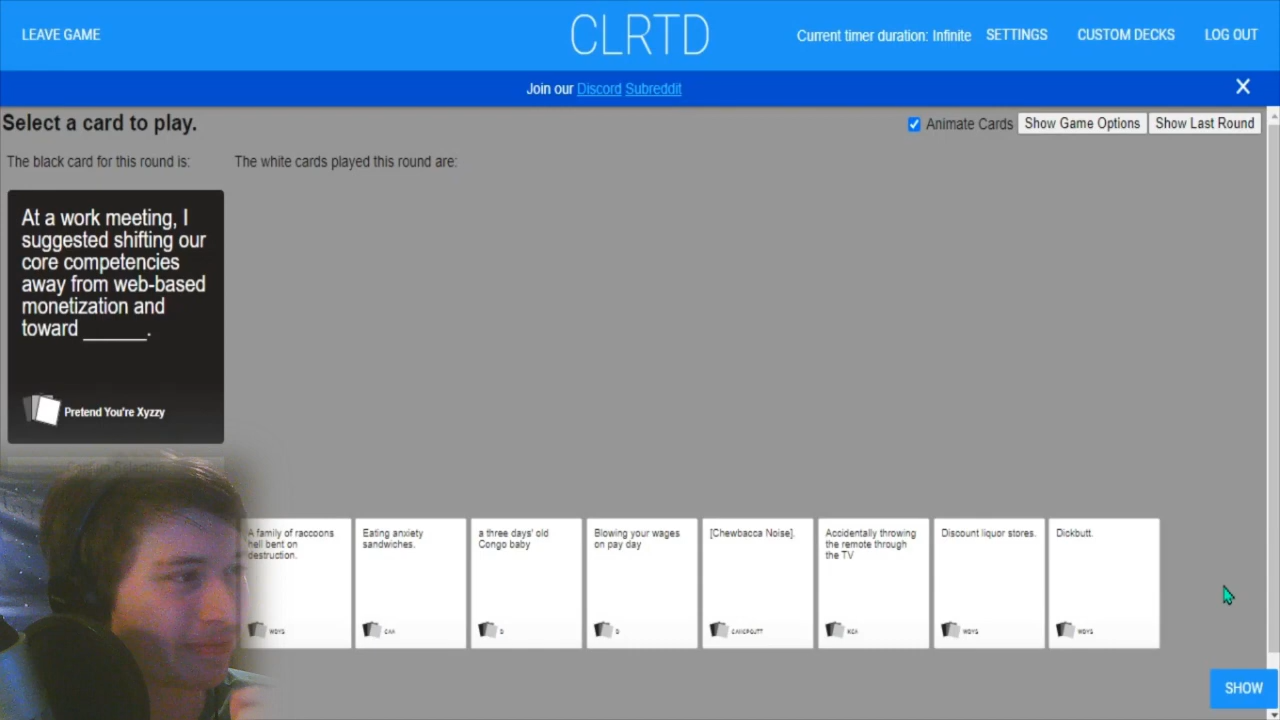 LEAVE GAME
CLRTD
Current timer duration: Infinite
SETTINGS
CUSTOM DECKS
LOG OUT
Join our Discord Subreddit
X
Select a card to play.
Animate Cards
Show Game Options
Show Last Round
The black card for this round is:
The white cards played this round are:
At a work meeting, I
suggested shifting our
core competencies
away from web-based
monetization and
toward ______.
Pretend You're Xyzzy
A family of raccoons
hell bent on
destruction.
WDYS
Eating anxiety
sandwiches.
CAA
a three days' old
Congo baby
D
Blowing your wages
on pay day
D
[Chewbacca Noise].
Accidentally throwing
the remote through
the TV
KCA
Discount liquor stores.
WDYS
Dickbutt.
WDYS
SHOW